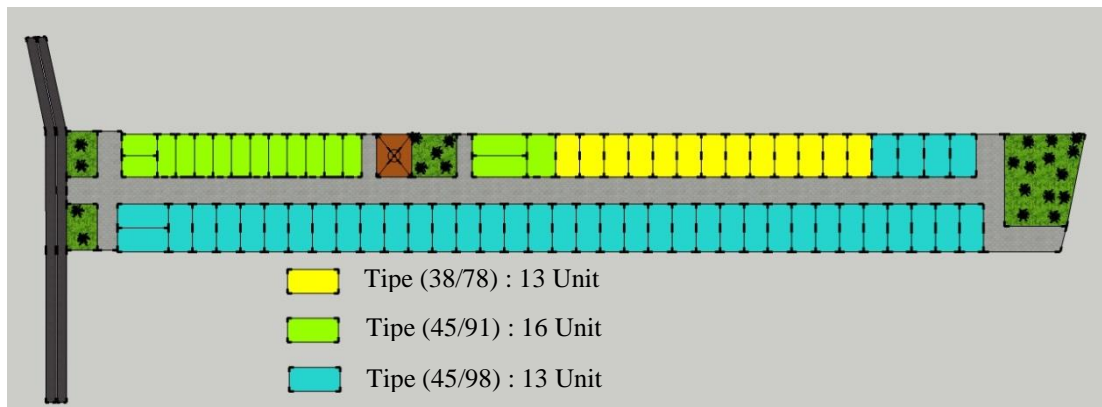 Tipe (38/78) : 13 Unit
Tipe (45/91) : 16 Unit
Tipe (45/98) : 13 Unit